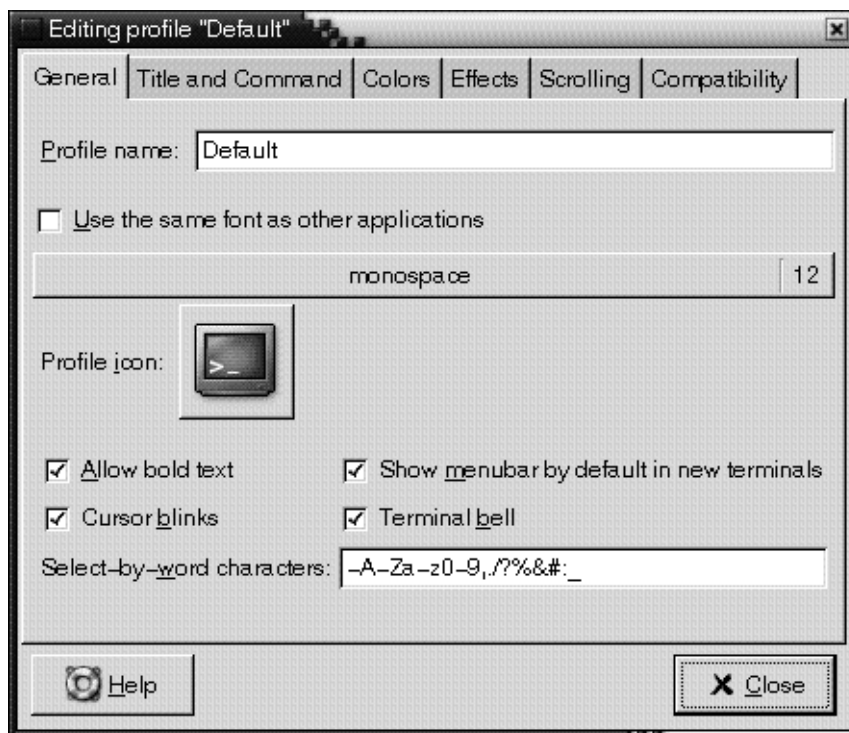 Editing profile "Default"
General Title and Command Colors Effects Scrolling Compatibility
Profile name: Default
Use the same font as other applications
monospace 12
Profile icon: >_
Allow bold text Show menubar by default in new terminals
Cursor blinks Terminal bell
Select–by–word characters: –A–Za–z0–9,./?%&#:_
Help Close